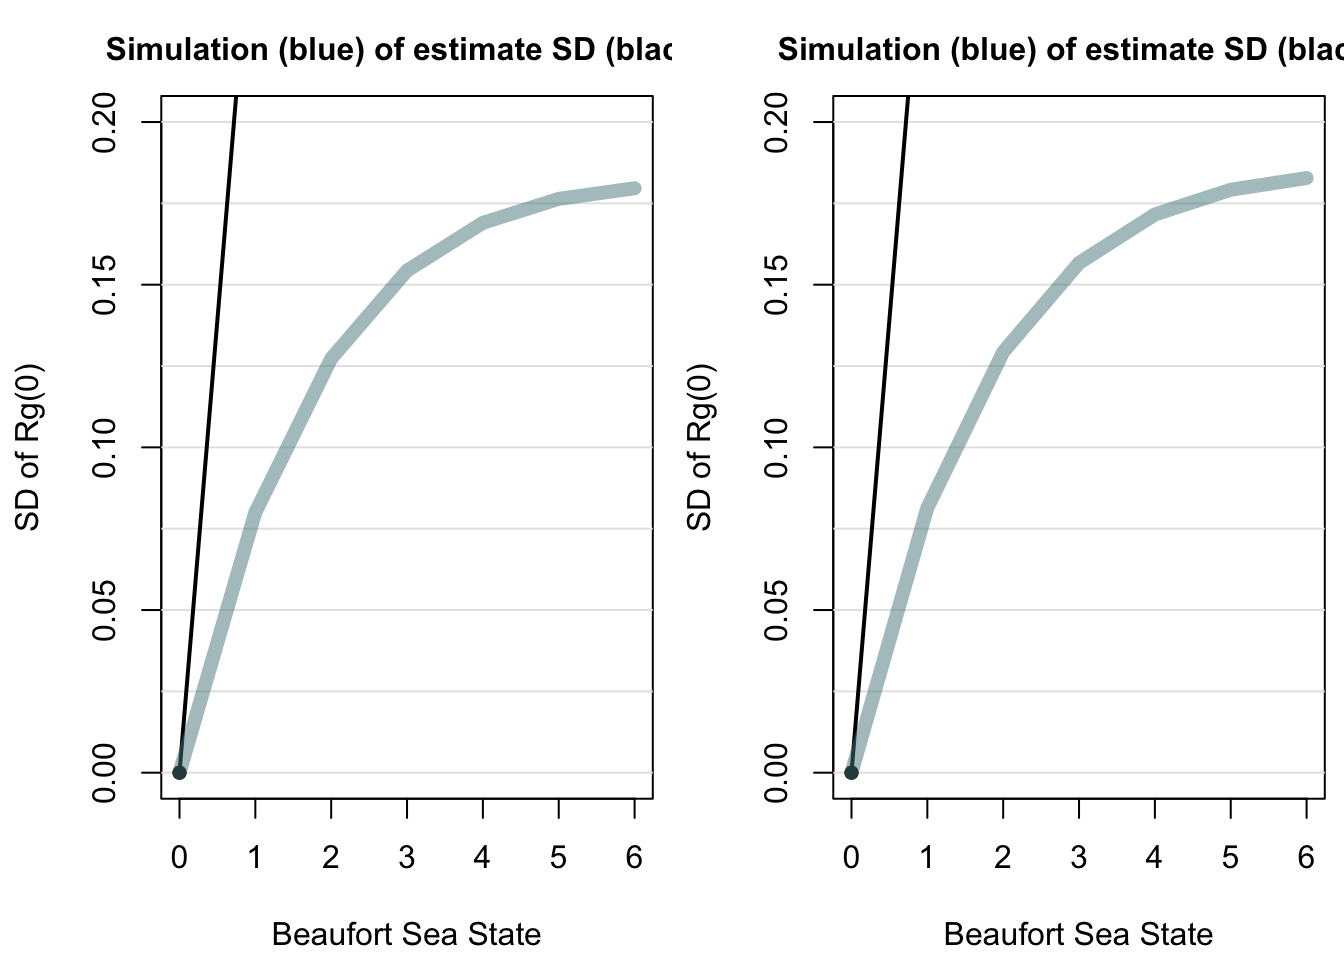 Simulation (blue) of estimate SD (blac
SD of Rg(0)
0.20
0.15
0.10
0.05
0.00
0 1 2 3 4 5 6
Beaufort Sea State
Simulation (blue) of estimate SD (blac
SD of Rg(0)
0.20
0.15
0.10
0.05
0.00
0 1 2 3 4 5 6
Beaufort Sea State